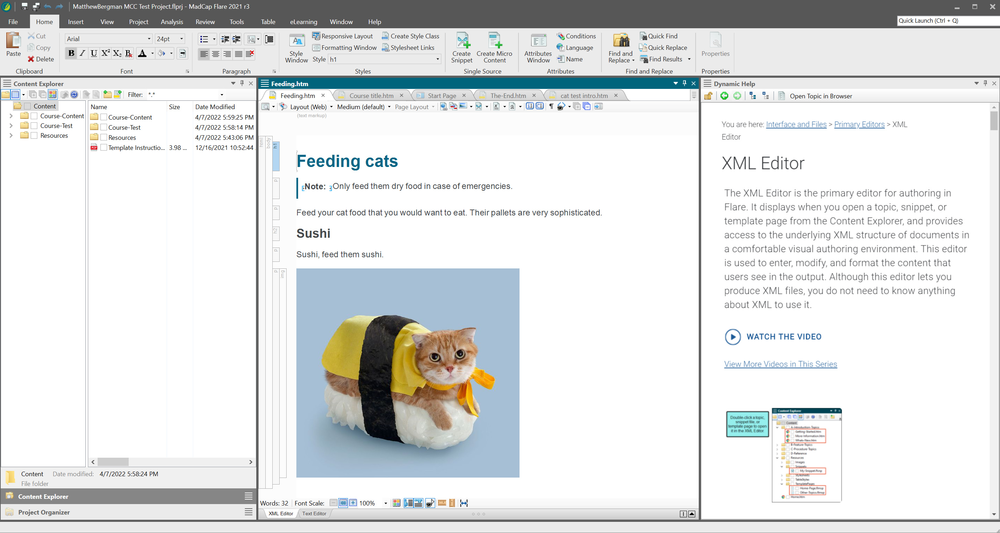 MatthewBergman MCC Test Project.flprj - MadCap Flare 2021 r3
File Home Insert View Project Analysis Review Tools Table eLearning Window Help
Quick Launch (Ctrl + Q)
Paste
Cut
Copy
Delete
Clipboard
Arial 24pt
B I U X² X₂ B A
Font
Paragraph
Style Window
Responsive Layout Create Style Class
Formatting Window Stylesheet Links
Style h1
Styles
Create Snippet
Create Micro Content
Single Source
Attributes Window
Conditions
Language
Name
Attributes
Find and Replace
Quick Find
Quick Replace
Find Results
Find and Replace
Properties
Properties
Content Explorer
Filter: *.*
Content
Course-Content
Course-Test
Resources
Name Size Date Modified
Course-Content 4/7/2022 5:59:25 PM
Course-Test 4/7/2022 5:58:14 PM
Resources 4/7/2022 5:43:06 PM
PDF Template Instructio... 3.98 ... 12/16/2021 10:52:44
Content Date modified: 4/7/2022 5:58:24 PM
File folder
Content Explorer
Project Organizer
Feeding.htm
Feeding.htm Course title.htm Start Page The-End.htm cat test intro.htm
Layout (Web) Medium (default) Page Layout
(text markup)
html
body
h1
Feeding cats
p
Note: Only feed them dry food in case of emergencies.
p
Feed your cat food that you would want to eat. Their pallets are very sophisticated.
h2
Sushi
p
Sushi, feed them sushi.
p
img
Words: 32 Font Scale: 100 100%
XML Editor Text Editor
Dynamic Help
Open Topic in Browser
You are here: Interface and Files > Primary Editors > XML
Editor
XML Editor
The XML Editor is the primary editor for authoring in
Flare. It displays when you open a topic, snippet, or
template page from the Content Explorer, and provides
access to the underlying XML structure of documents in
a comfortable visual authoring environment. This editor
is used to enter, modify, and format the content that
users see in the output. Although this editor lets you
produce XML files, you do not need to know anything
about XML to use it.
WATCH THE VIDEO
View More Videos in This Series
Double-click a topic,
snippet file, or
template page to open
it in the XML Editor.
Content Explorer
Content
A-Introduction-Topics
Getting-Started.htm
More-Information.htm
Whats-New.htm
B-Feature-Topics
C-Procedure-Topics
D-Reference
Resources
Images
Snippets
My-Snippet.flsnp
Stylesheets
TableStyles
TemplatePages
Home-Page.flmsp
Other-Topics.flmsp
Home.htm